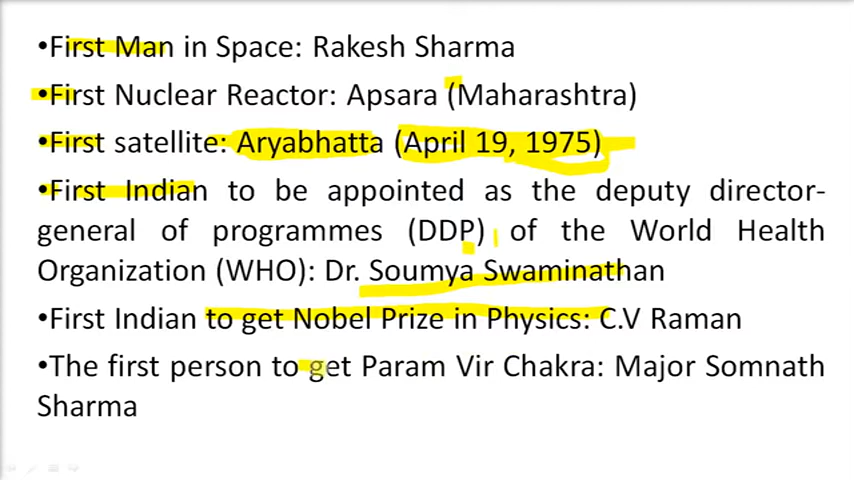 •First Man in Space: Rakesh Sharma
•First Nuclear Reactor: Apsara (Maharashtra)
•First satellite: Aryabhatta (April 19, 1975)
•First Indian to be appointed as the deputy director-
general of programmes (DDP) of the World Health
Organization (WHO): Dr. Soumya Swaminathan
•First Indian to get Nobel Prize in Physics: C.V Raman
•The first person to get Param Vir Chakra: Major Somnath
Sharma